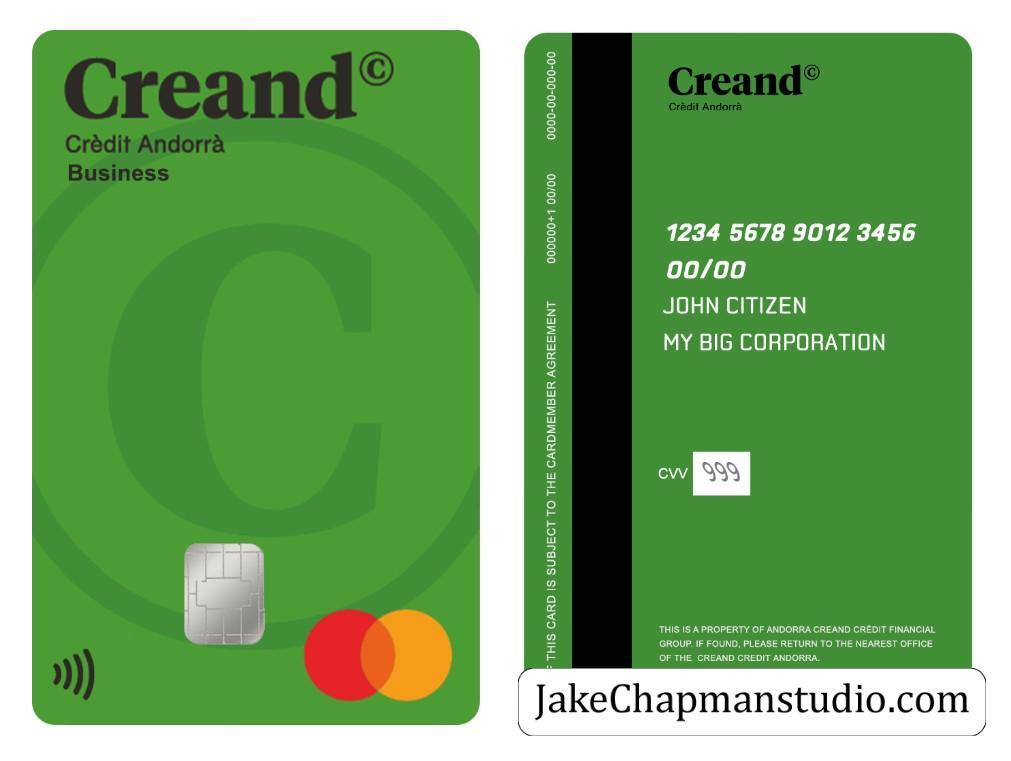 Creand©
Crèdit Andorrà
Business
Creand©
Crèdit Andorrà
1234 5678 9012 3456
00/00
JOHN CITIZEN
MY BIG CORPORATION
CVV 999
THIS IS A PROPERTY OF ANDORRA CREAND CRÈDIT FINANCIAL
GROUP. IF FOUND, PLEASE RETURN TO THE NEAREST OFFICE
OF THE CREAND CREDIT ANDORRA.
THIS CARD IS SUBJECT TO THE CARDMEMBER AGREEMENT 000000+1 00/00 0000-00-000-00
JakeChapmanstudio.com